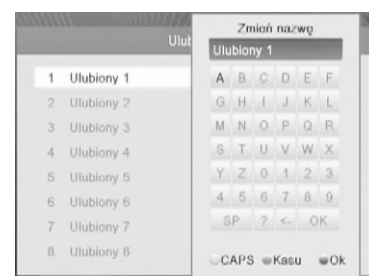 Ulub
1 Ulubiony 1
2 Ulubiony 2
3 Ulubiony 3
4 Ulubiony 4
5 Ulubiony 5
6 Ulubiony 6
7 Ulubiony 7
8 Ulubiony 8
Zmień nazwę
Ulubiony 1
A B C D E F
G H I J K L
M N O P Q R
S T U V W X
Y Z 0 1 2 3
4 5 6 7 8 9
SP ? <- OK
CAPS Kasu Ok